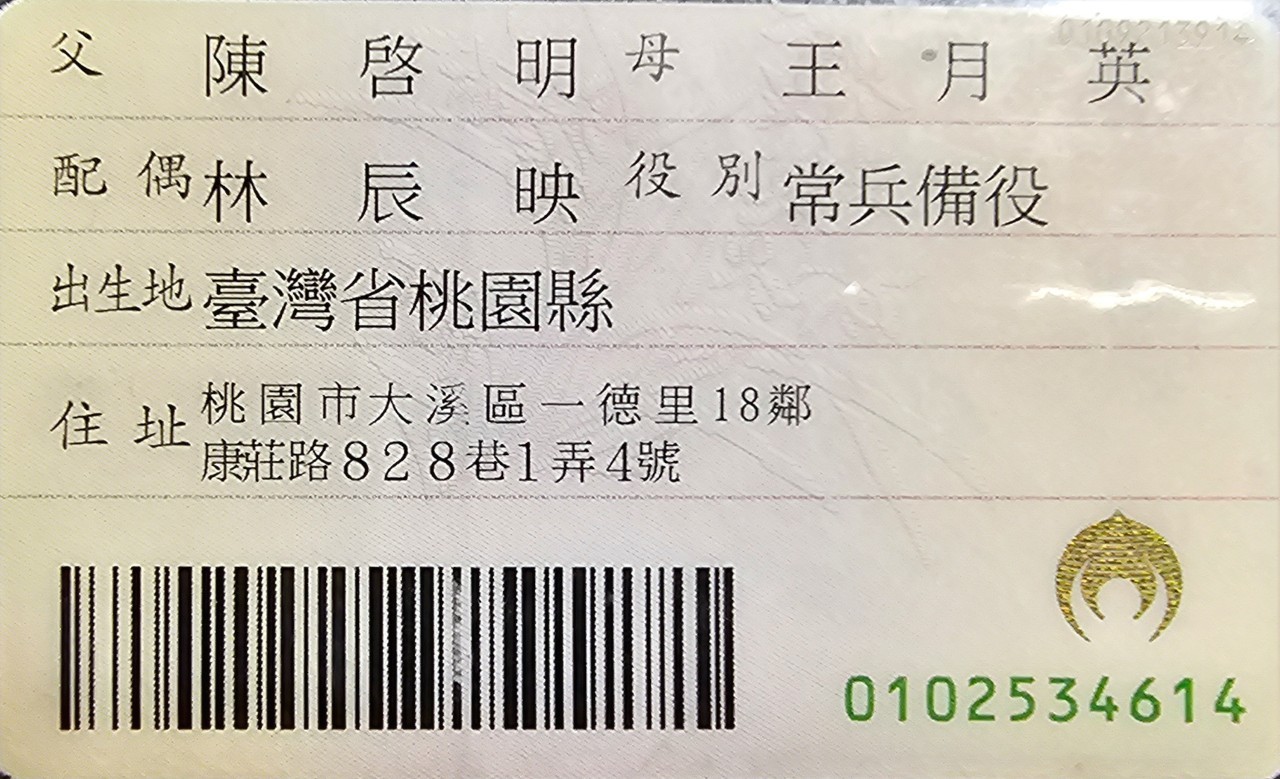 父 陳啓明 母 王月英
配偶 林辰映 役別 常兵備役
出生地 臺灣省桃園縣
住址 桃園市大溪區一德里18鄰
康莊路828巷1弄4號
0102534614